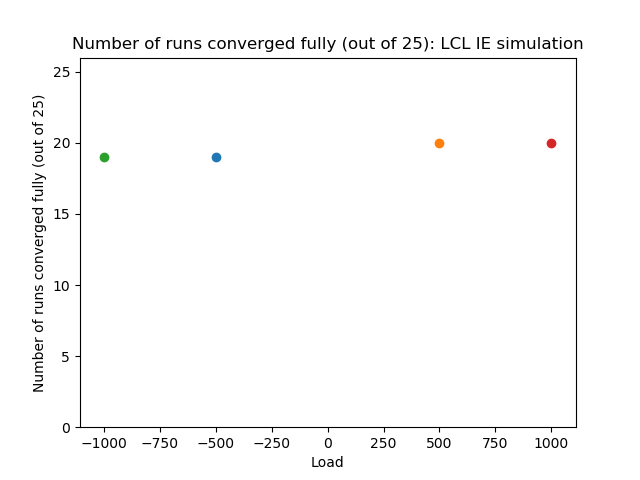 Number of runs converged fully (out of 25): LCL IE simulation
Number of runs converged fully (out of 25)
25
20
15
10
5
0
−1000 −750 −500 −250 0 250 500 750 1000
Load